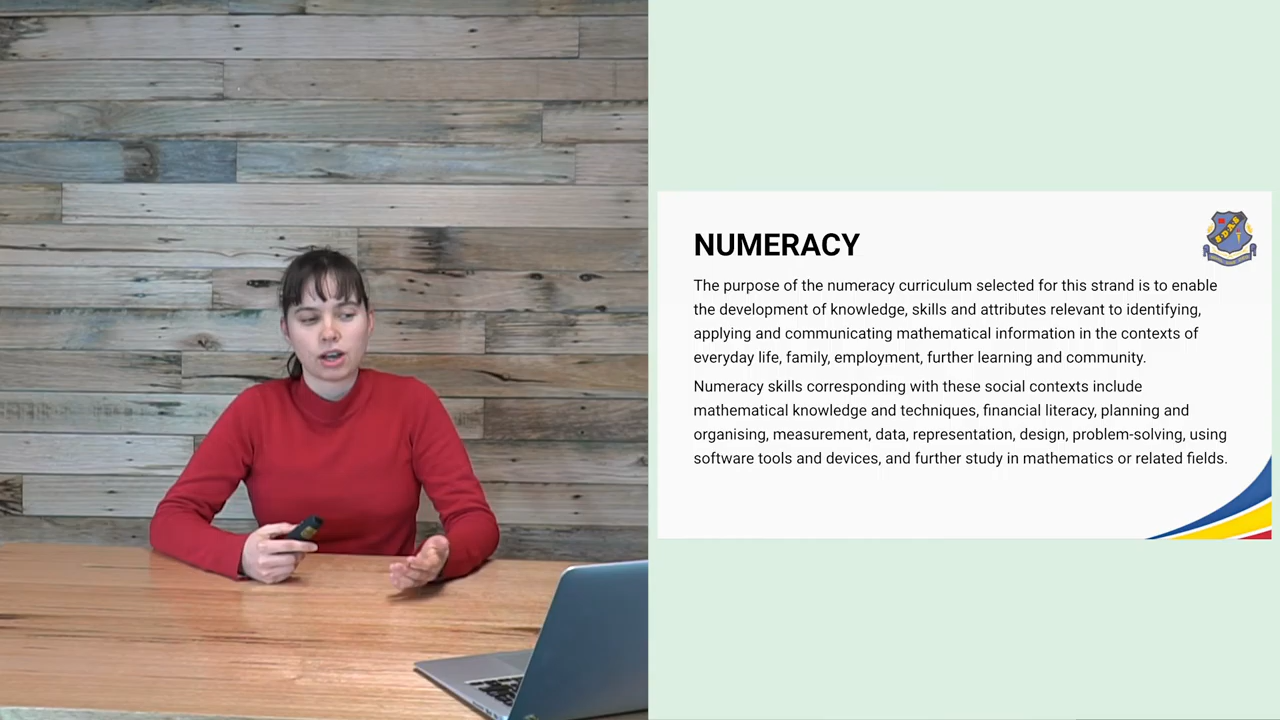 NUMERACY
The purpose of the numeracy curriculum selected for this strand is to enable
the development of knowledge, skills and attributes relevant to identifying,
applying and communicating mathematical information in the contexts of
everyday life, family, employment, further learning and community.
Numeracy skills corresponding with these social contexts include
mathematical knowledge and techniques, financial literacy, planning and
organising, measurement, data, representation, design, problem-solving, using
software tools and devices, and further study in mathematics or related fields.